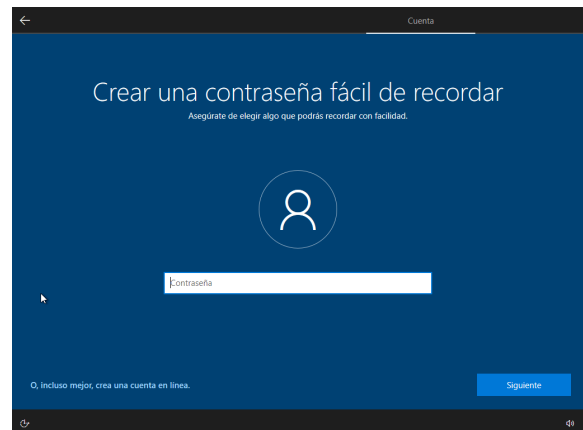 Cuenta
Crear una contraseña fácil de recordar
Asegúrate de elegir algo que podrás recordar con facilidad.
Contraseña
O, incluso mejor, crea una cuenta en línea.
Siguiente